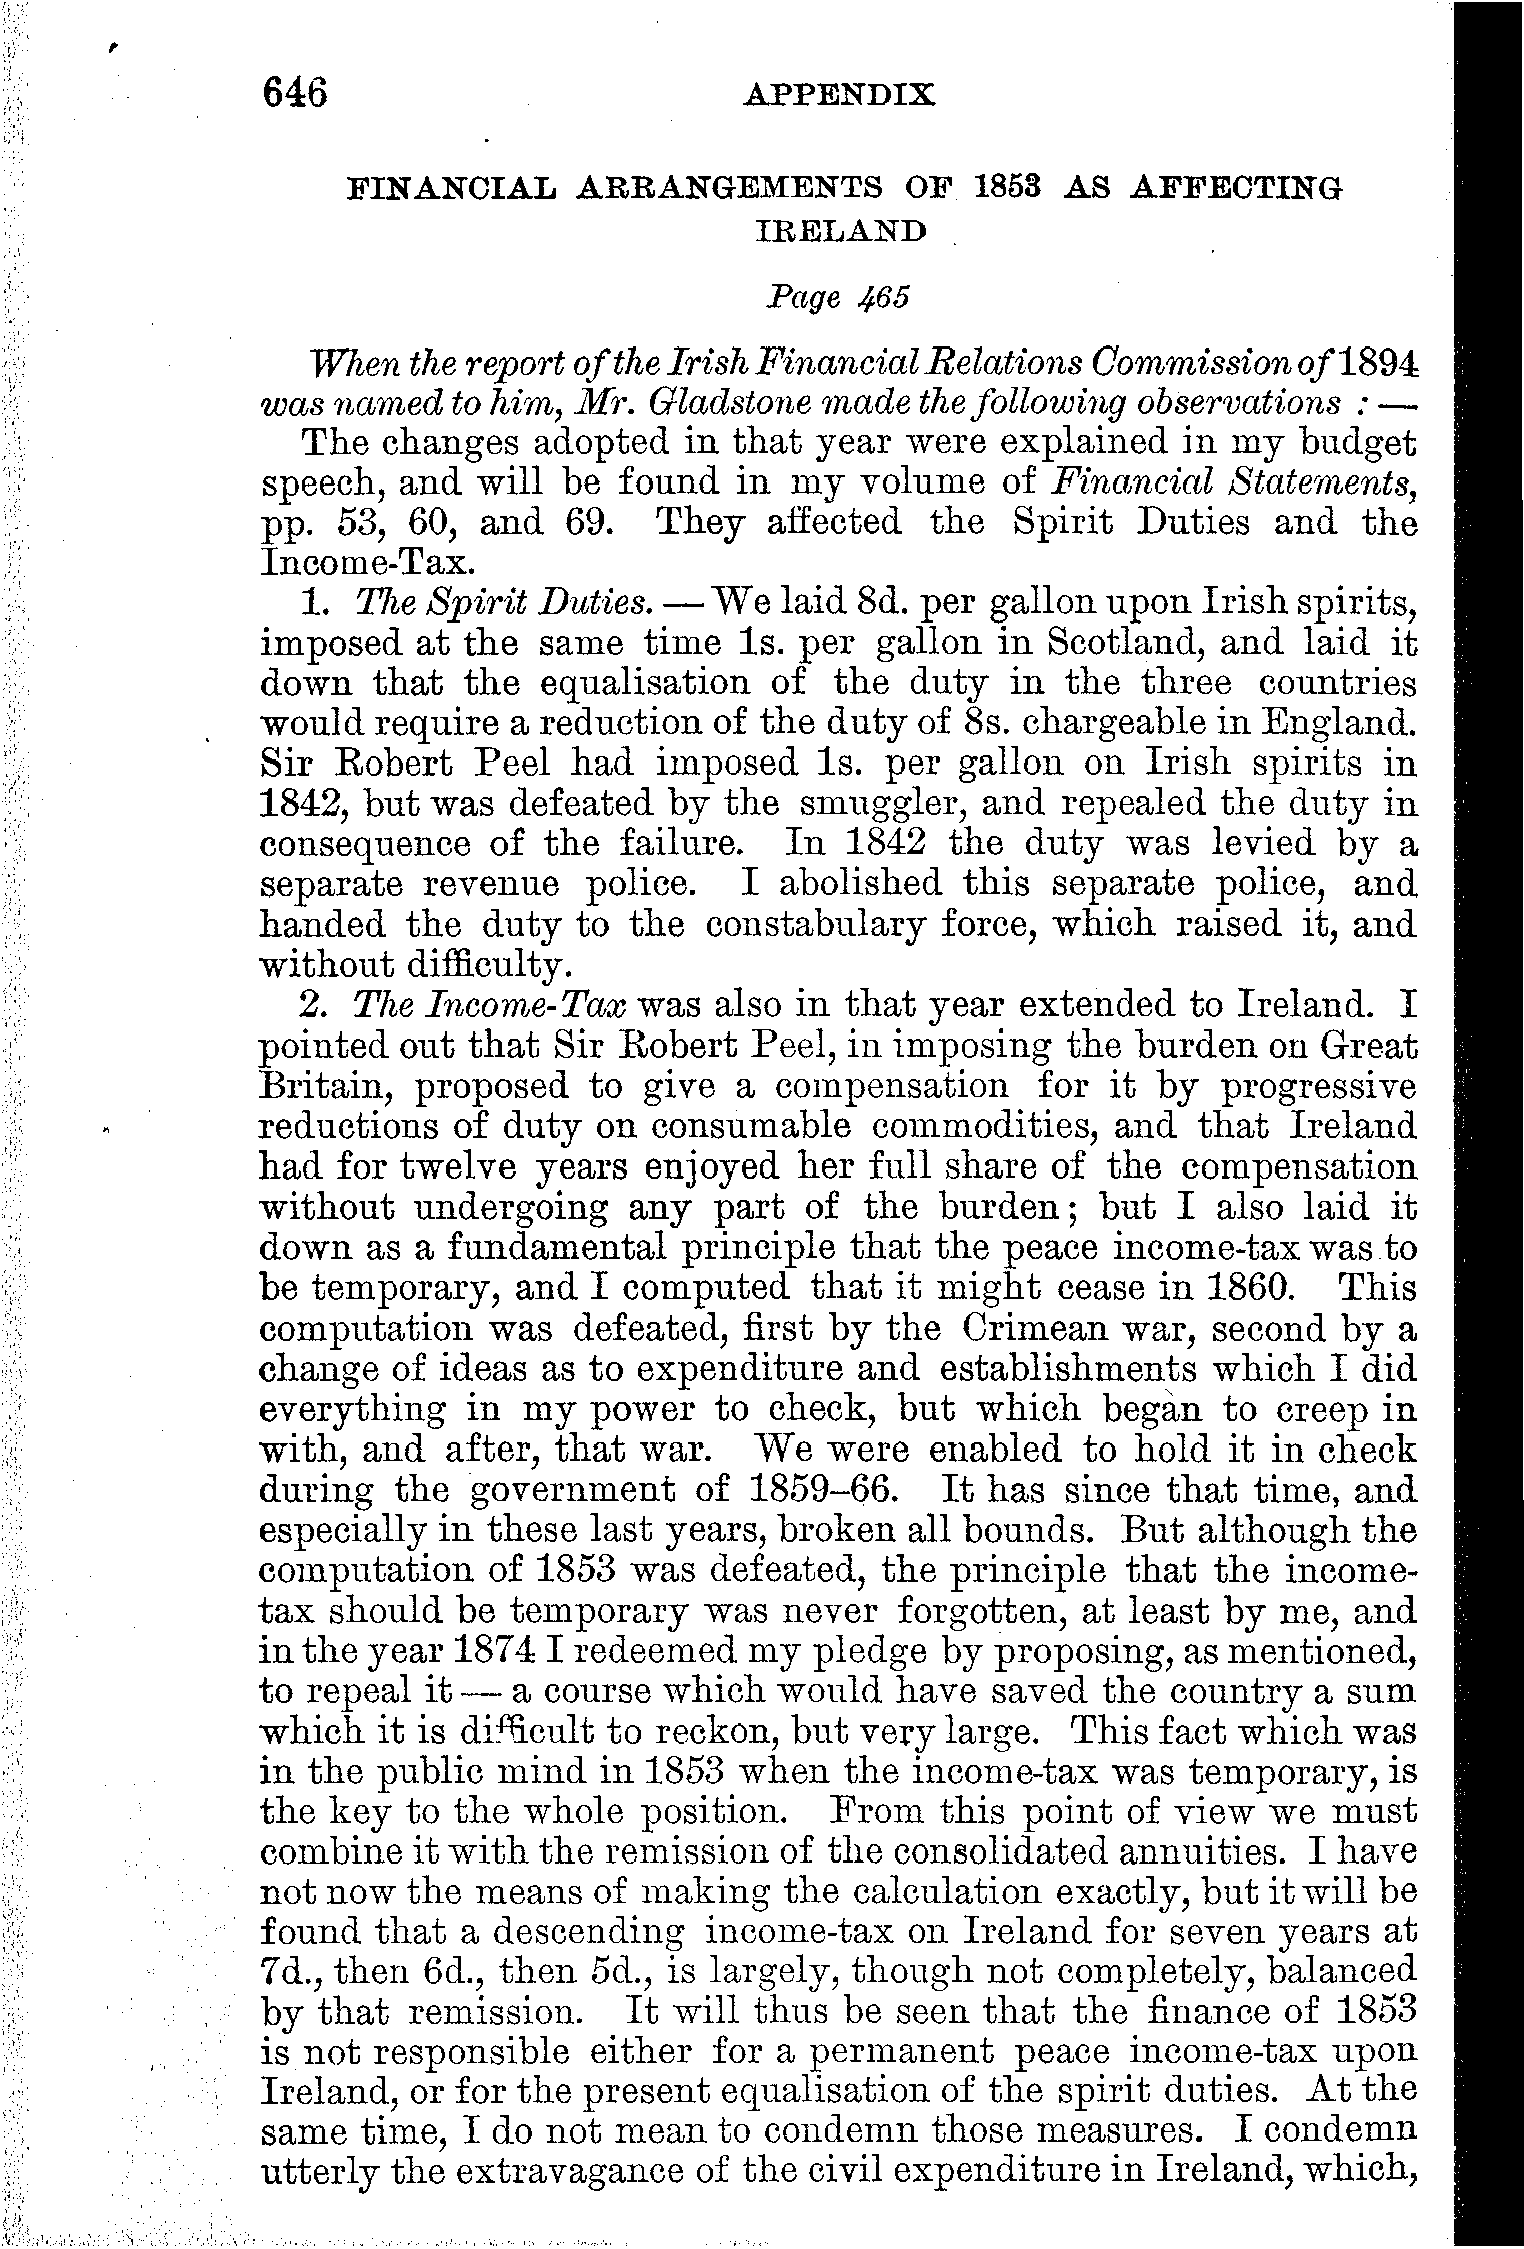 646 APPENDIX
FINANCIAL ARRANGEMENTS OF 1853 AS AFFECTING
IRELAND
Page 465
When the report of the Irish Financial Relations Commission of 1894
was named to him, Mr. Gladstone made the following observations : —
The changes adopted in that year were explained in my budget
speech, and will be found in my volume of Financial Statements,
pp. 53, 60, and 69. They affected the Spirit Duties and the
Income-Tax.
1. The Spirit Duties. — We laid 8d. per gallon upon Irish spirits,
imposed at the same time 1s. per gallon in Scotland, and laid it
down that the equalisation of the duty in the three countries
would require a reduction of the duty of 8s. chargeable in England.
Sir Robert Peel had imposed 1s. per gallon on Irish spirits in
1842, but was defeated by the smuggler, and repealed the duty in
consequence of the failure. In 1842 the duty was levied by a
separate revenue police. I abolished this separate police, and
handed the duty to the constabulary force, which raised it, and
without difficulty.
2. The Income-Tax was also in that year extended to Ireland. I
pointed out that Sir Robert Peel, in imposing the burden on Great
Britain, proposed to give a compensation for it by progressive
reductions of duty on consumable commodities, and that Ireland
had for twelve years enjoyed her full share of the compensation
without undergoing any part of the burden; but I also laid it
down as a fundamental principle that the peace income-tax was to
be temporary, and I computed that it might cease in 1860. This
computation was defeated, first by the Crimean war, second by a
change of ideas as to expenditure and establishments which I did
everything in my power to check, but which began to creep in
with, and after, that war. We were enabled to hold it in check
during the government of 1859–66. It has since that time, and
especially in these last years, broken all bounds. But although the
computation of 1853 was defeated, the principle that the income-
tax should be temporary was never forgotten, at least by me, and
in the year 1874 I redeemed my pledge by proposing, as mentioned,
to repeal it — a course which would have saved the country a sum
which it is difficult to reckon, but very large. This fact which was
in the public mind in 1853 when the income-tax was temporary, is
the key to the whole position. From this point of view we must
combine it with the remission of the consolidated annuities. I have
not now the means of making the calculation exactly, but it will be
found that a descending income-tax on Ireland for seven years at
7d., then 6d., then 5d., is largely, though not completely, balanced
by that remission. It will thus be seen that the finance of 1853
is not responsible either for a permanent peace income-tax upon
Ireland, or for the present equalisation of the spirit duties. At the
same time, I do not mean to condemn those measures. I condemn
utterly the extravagance of the civil expenditure in Ireland, which,